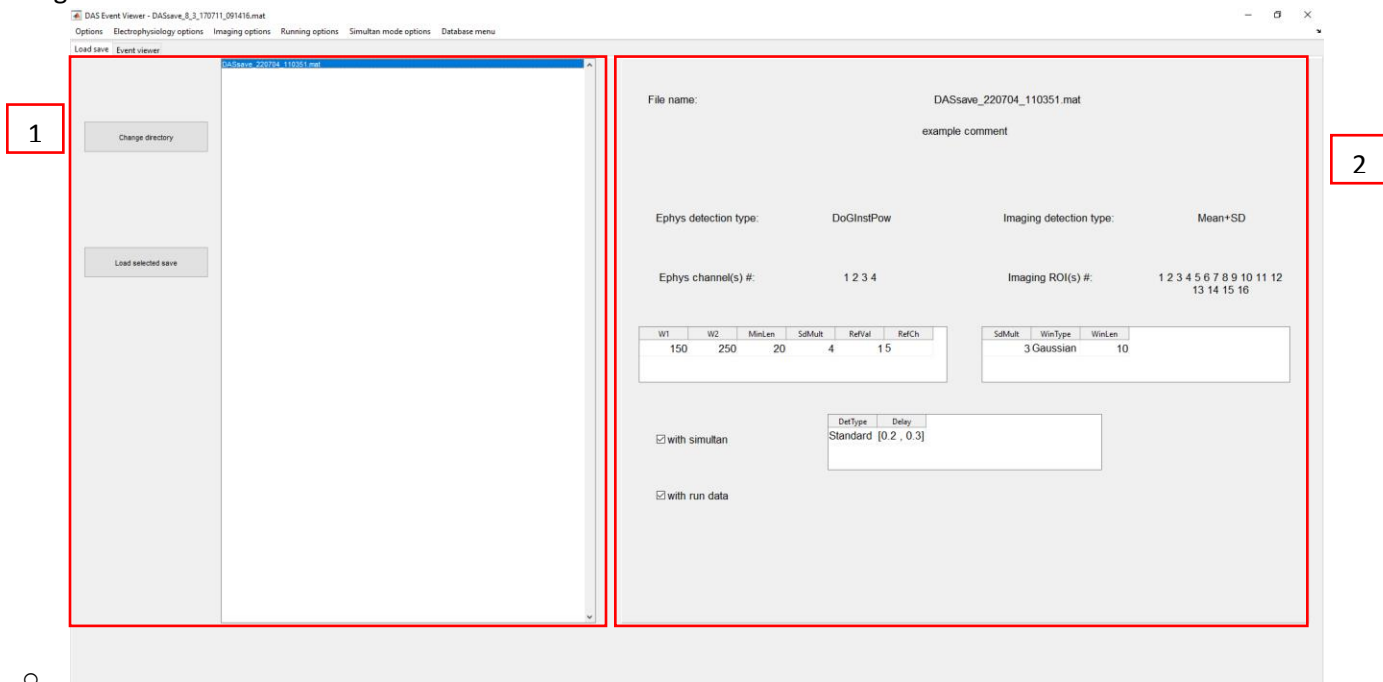 DAS Event Viewer - DASsave_8_3_170711_091416.mat
Options Electrophysiology options Imaging options Running options Simultan mode options Database menu
Load save Event viewer
DASsave_220704_110351.mat
1
Change directory
Load selected save
2
File name: DASsave_220704_110351.mat
example comment
Ephys detection type: DoGInstPow Imaging detection type: Mean+SD
Ephys channel(s) #: 1 2 3 4 Imaging ROI(s) #: 1 2 3 4 5 6 7 8 9 10 11 12
13 14 15 16
W1 W2 MinLen SdMult RefVal RefCh
150 250 20 4 1 5
SdMult WinType WinLen
3 Gaussian 10
DetType Delay
Standard [0.2 , 0.3]
with simultan
with run data